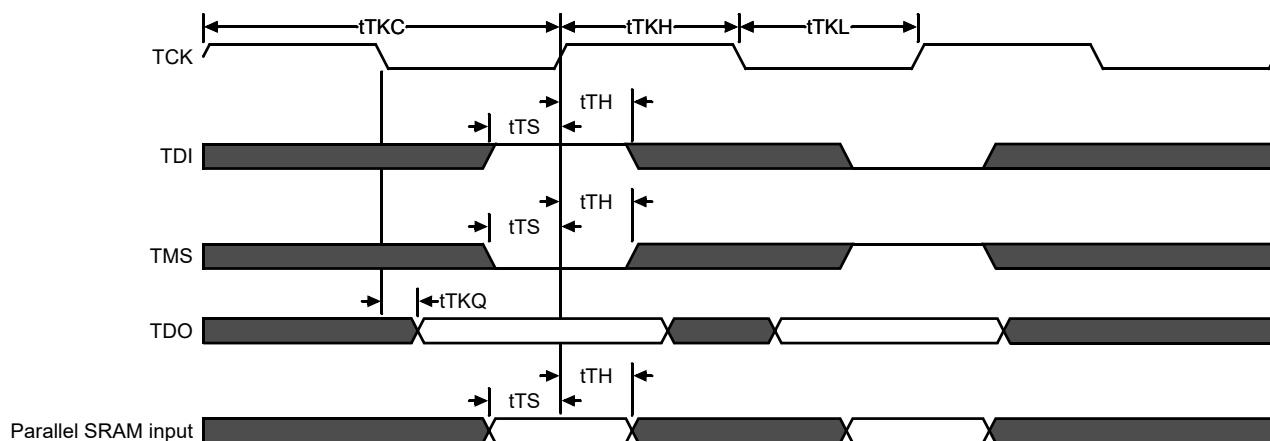 tTKC tTKH tTKL
TCK
tTH
tTS
TDI
tTH
tTS
TMS
tTKQ
TDO
tTH
tTS
Parallel SRAM input